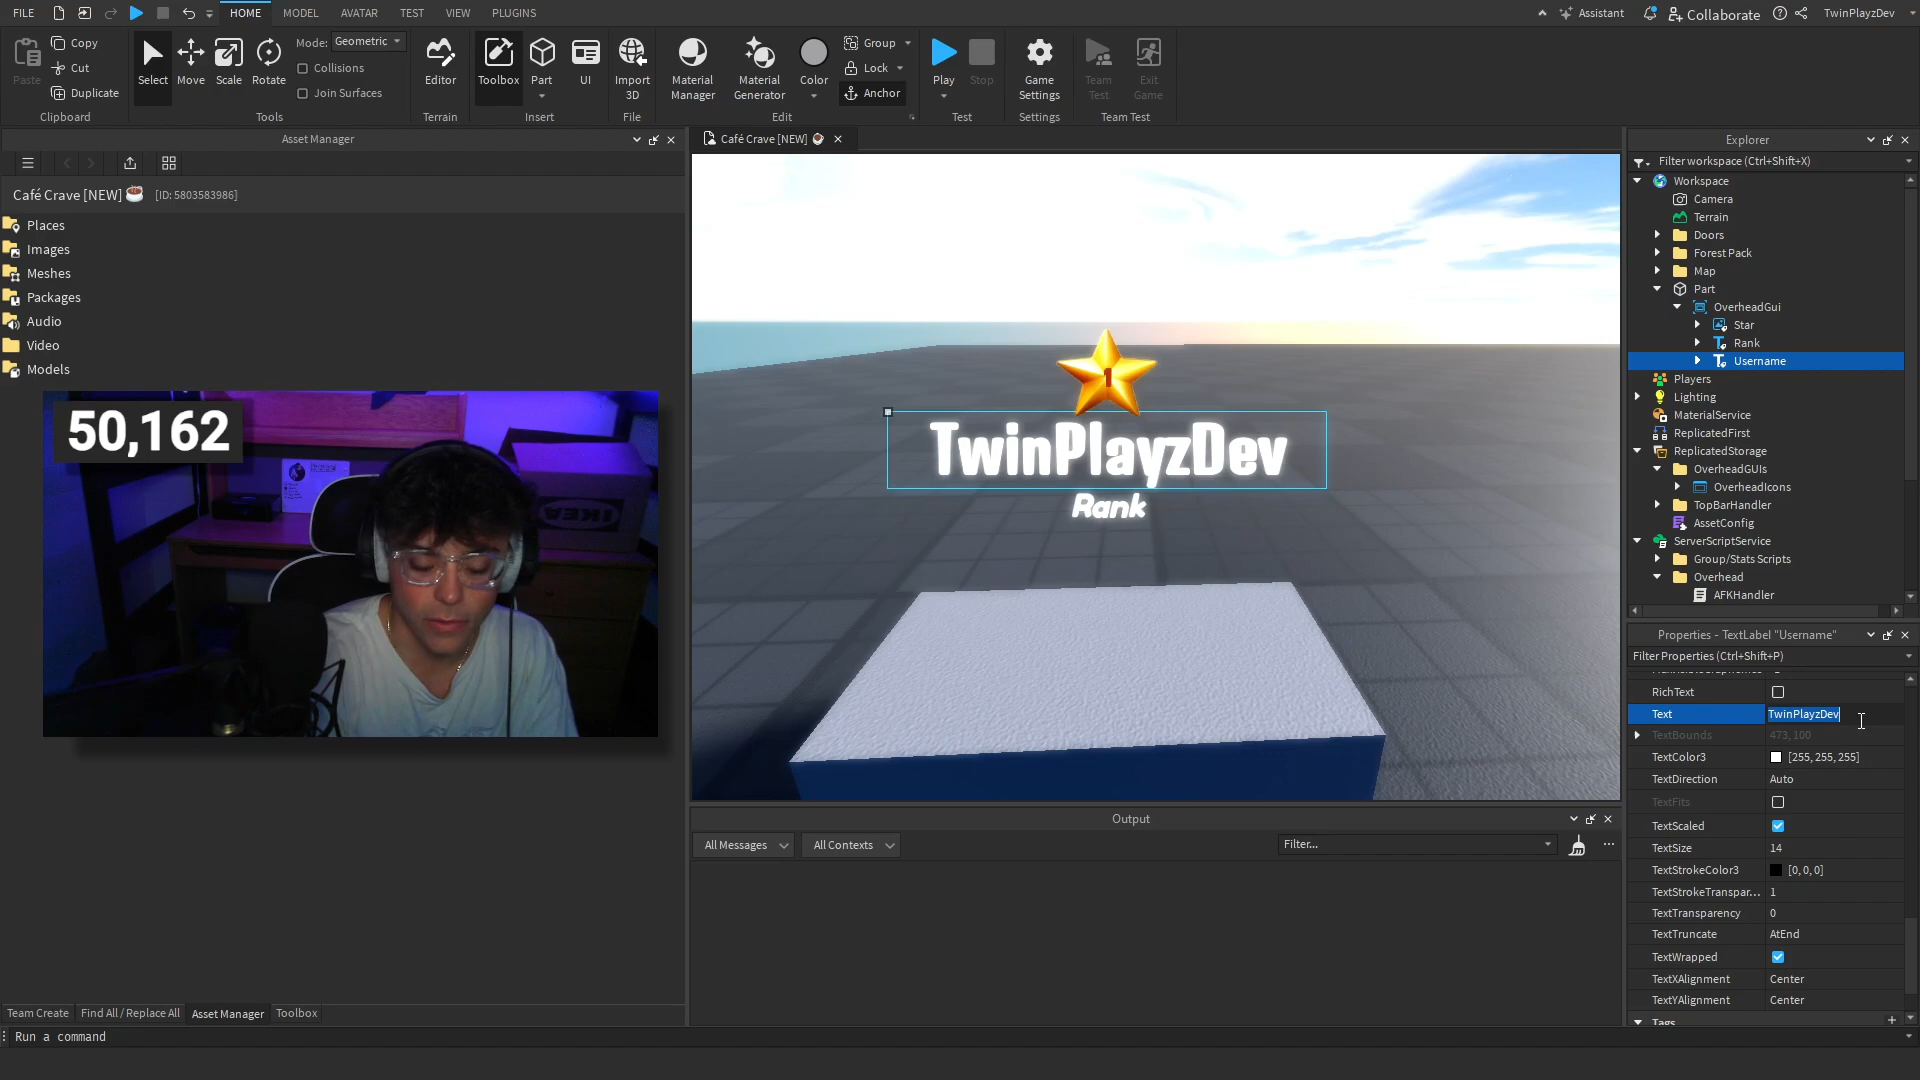 FILE HOME MODEL AVATAR TEST VIEW PLUGINS Assistant Collaborate TwinPlayzDev
Paste Copy Cut Duplicate
Clipboard
Select Move Scale Rotate
Mode: Geometric
Collisions
Join Surfaces
Tools
Editor
Terrain
Toolbox Part UI
Insert
Import 3D
File
Material Manager
Material Generator
Color
Group
Lock
Anchor
Edit
Play Stop
Test
Game Settings
Settings
Team Test
Exit Game
Team Test
Asset Manager
Café Crave [NEW] [ID: 5803583986]
Places
Images
Meshes
Packages
Audio
Video
Models
50,162
IKEA
Team Create Find All / Replace All Asset Manager Toolbox
Run a command
Café Crave [NEW]
1
TwinPlayzDev
Rank
Output
All Messages All Contexts Filter...
Explorer
Filter workspace (Ctrl+Shift+X)
Workspace
Camera
Terrain
Doors
Forest Pack
Map
Part
OverheadGui
Star
Rank
Username
Players
Lighting
MaterialService
ReplicatedFirst
ReplicatedStorage
OverheadGUIs
OverheadIcons
TopBarHandler
AssetConfig
ServerScriptService
Group/Stats Scripts
Overhead
AFKHandler
Properties - TextLabel "Username"
Filter Properties (Ctrl+Shift+P)
RichText
Text TwinPlayzDev
TextBounds 473, 100
TextColor3 [255, 255, 255]
TextDirection Auto
TextFits
TextScaled
TextSize 14
TextStrokeColor3 [0, 0, 0]
TextStrokeTranspar... 1
TextTransparency 0
TextTruncate AtEnd
TextWrapped
TextXAlignment Center
TextYAlignment Center
Tags